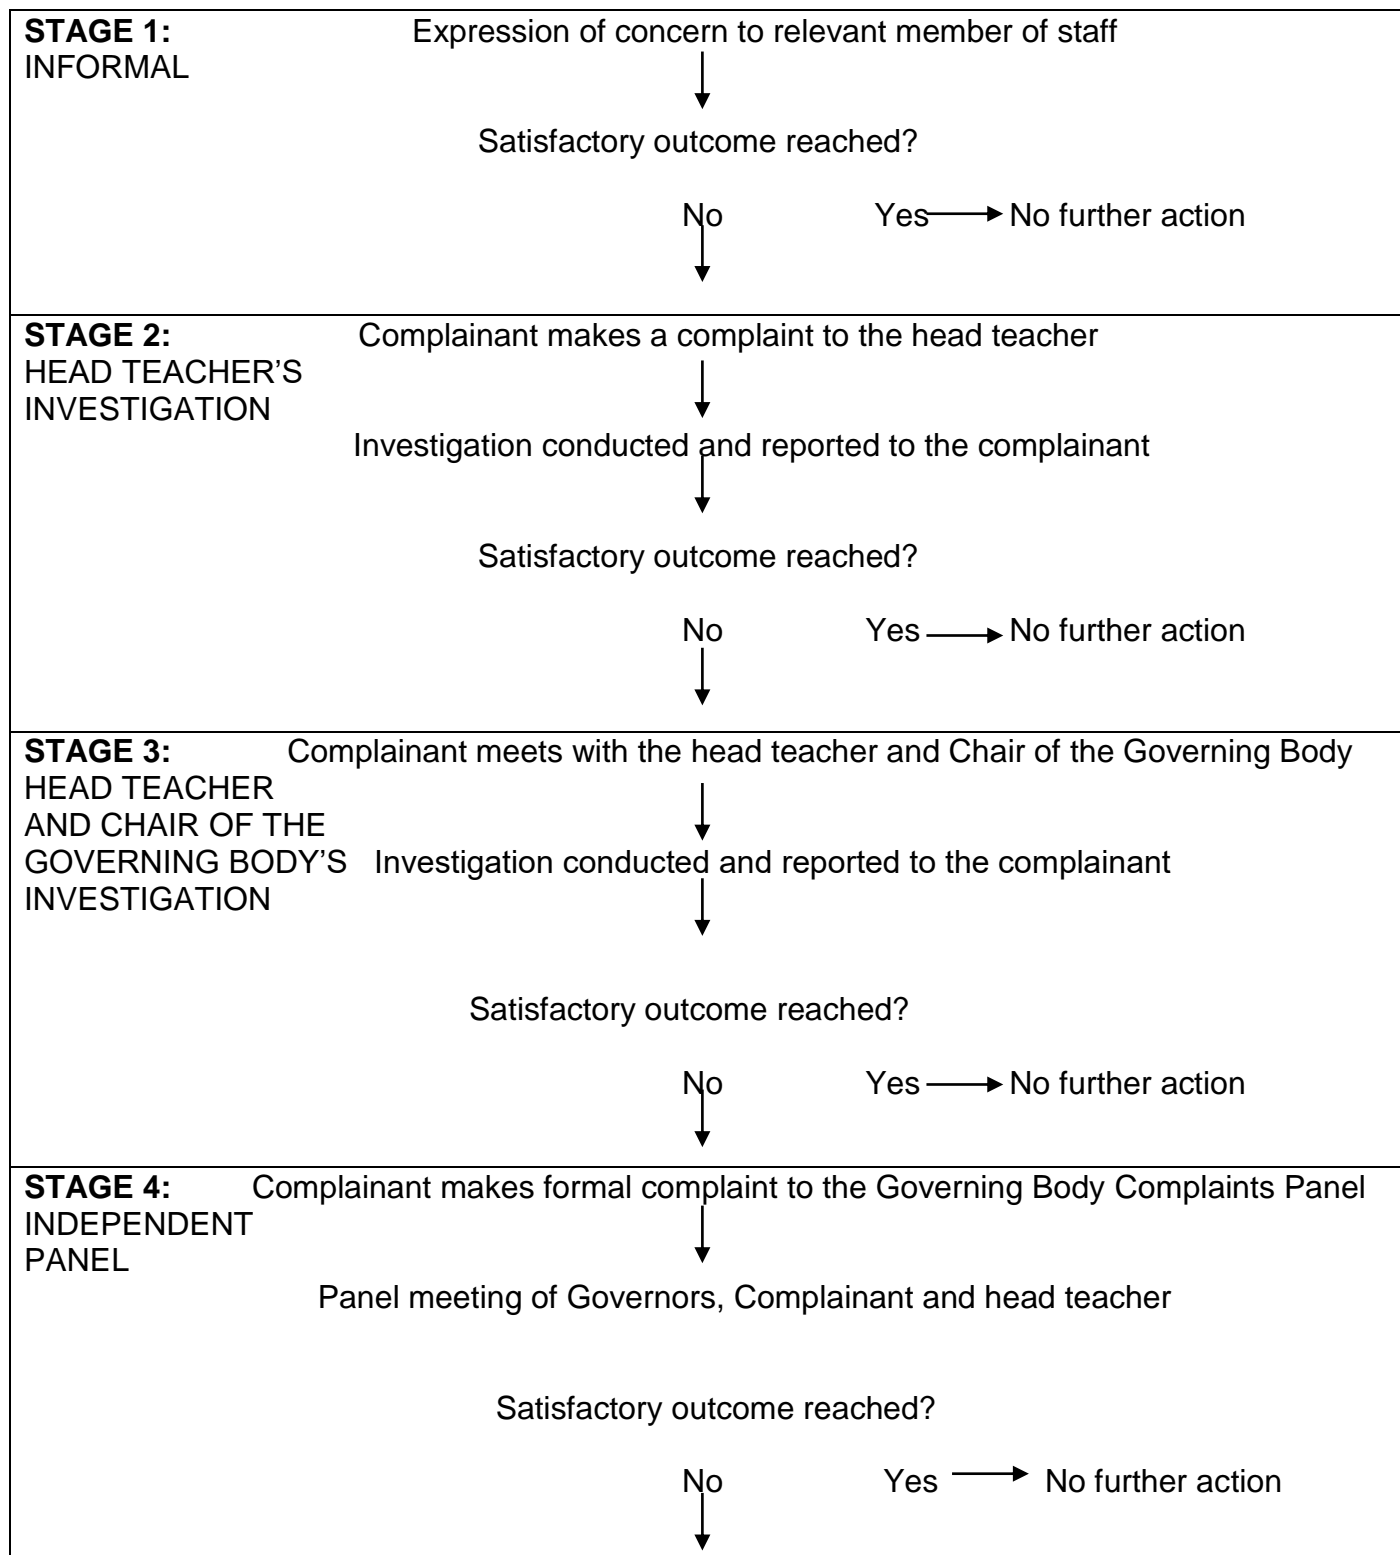 STAGE 1: Expression of concern to relevant member of staff
INFORMAL
Satisfactory outcome reached?
No Yes No further action
STAGE 2: Complainant makes a complaint to the head teacher
HEAD TEACHER’S
INVESTIGATION
Investigation conducted and reported to the complainant
Satisfactory outcome reached?
No Yes No further action
STAGE 3: Complainant meets with the head teacher and Chair of the Governing Body
HEAD TEACHER
AND CHAIR OF THE
GOVERNING BODY’S Investigation conducted and reported to the complainant
INVESTIGATION
Satisfactory outcome reached?
No Yes No further action
STAGE 4: Complainant makes formal complaint to the Governing Body Complaints Panel
INDEPENDENT
PANEL
Panel meeting of Governors, Complainant and head teacher
Satisfactory outcome reached?
No Yes No further action